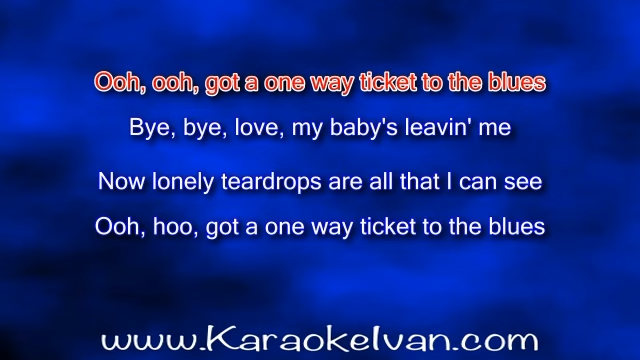 Ooh, ooh, got a one way ticket to the blues
Bye, bye, love, my baby's leavin' me
Now lonely teardrops are all that I can see
Ooh, hoo, got a one way ticket to the blues
www.KaraokeIvan.com